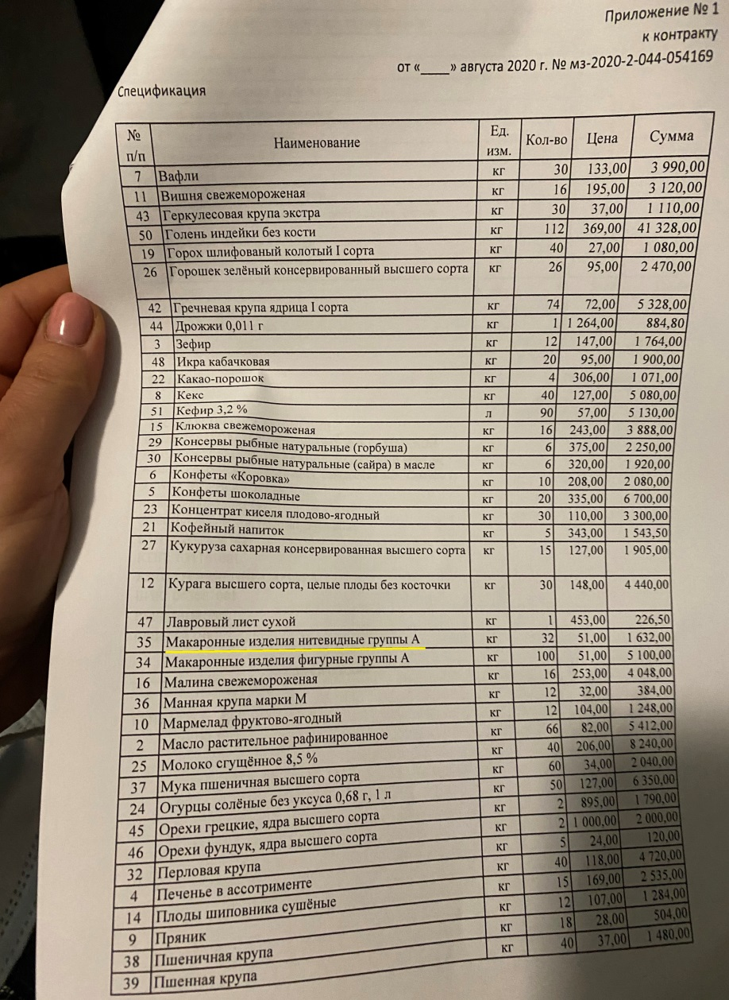 Приложение № 1
к контракту
от «____» августа 2020 г. № мз-2020-2-044-054169
Спецификация
№ п/п Наименование Ед. изм. Кол-во Цена Сумма
7 Вафли кг 30 133,00 3 990,00
11 Вишня свежемороженая кг 16 195,00 3 120,00
43 Геркулесовая крупа экстра кг 30 37,00 1 110,00
50 Голень индейки без кости кг 112 369,00 41 328,00
19 Горох шлифованый колотый I сорта кг 40 27,00 1 080,00
26 Горошек зелёный консервированный высшего сорта кг 26 95,00 2 470,00
42 Гречневая крупа ядрица I сорта кг 74 72,00 5 328,00
44 Дрожжи 0,011 г кг 1 1 264,00 884,80
3 Зефир кг 12 147,00 1 764,00
48 Икра кабачковая кг 20 95,00 1 900,00
22 Какао-порошок кг 4 306,00 1 071,00
8 Кекс кг 40 127,00 5 080,00
51 Кефир 3,2 % л 90 57,00 5 130,00
15 Клюква свежемороженая кг 16 243,00 3 888,00
29 Консервы рыбные натуральные (горбуша) кг 6 375,00 2 250,00
30 Консервы рыбные натуральные (сайра) в масле кг 6 320,00 1 920,00
6 Конфеты «Коровка» кг 10 208,00 2 080,00
5 Конфеты шоколадные кг 20 335,00 6 700,00
23 Концентрат киселя плодово-ягодный кг 30 110,00 3 300,00
21 Кофейный напиток кг 5 343,00 1 543,50
27 Кукуруза сахарная консервированная высшего сорта кг 15 127,00 1 905,00
12 Курага высшего сорта, целые плоды без косточки кг 30 148,00 4 440,00
47 Лавровый лист сухой кг 1 453,00 226,50
35 Макаронные изделия нитевидные группы А кг 32 51,00 1 632,00
34 Макаронные изделия фигурные группы А кг 100 51,00 5 100,00
16 Малина свежемороженая кг 16 253,00 4 048,00
36 Манная крупа марки М кг 12 32,00 384,00
10 Мармелад фруктово-ягодный кг 12 104,00 1 248,00
2 Масло растительное рафинированное кг 66 82,00 5 412,00
25 Молоко сгущённое 8,5 % кг 40 206,00 8 240,00
37 Мука пшеничная высшего сорта кг 60 34,00 2 040,00
24 Огурцы солёные без уксуса 0,68 г, 1 л кг 50 127,00 6 350,00
45 Орехи грецкие, ядра высшего сорта кг 2 895,00 1 790,00
46 Орехи фундук, ядра высшего сорта кг 2 1 000,00 2 000,00
32 Перловая крупа кг 5 24,00 120,00
4 Печенье в ассортименте кг 40 118,00 4 720,00
14 Плоды шиповника сушёные кг 15 169,00 2 535,00
9 Пряник кг 12 107,00 1 284,00
38 Пшеничная крупа кг 18 28,00 504,00
39 Пшенная крупа кг 40 37,00 1 480,00